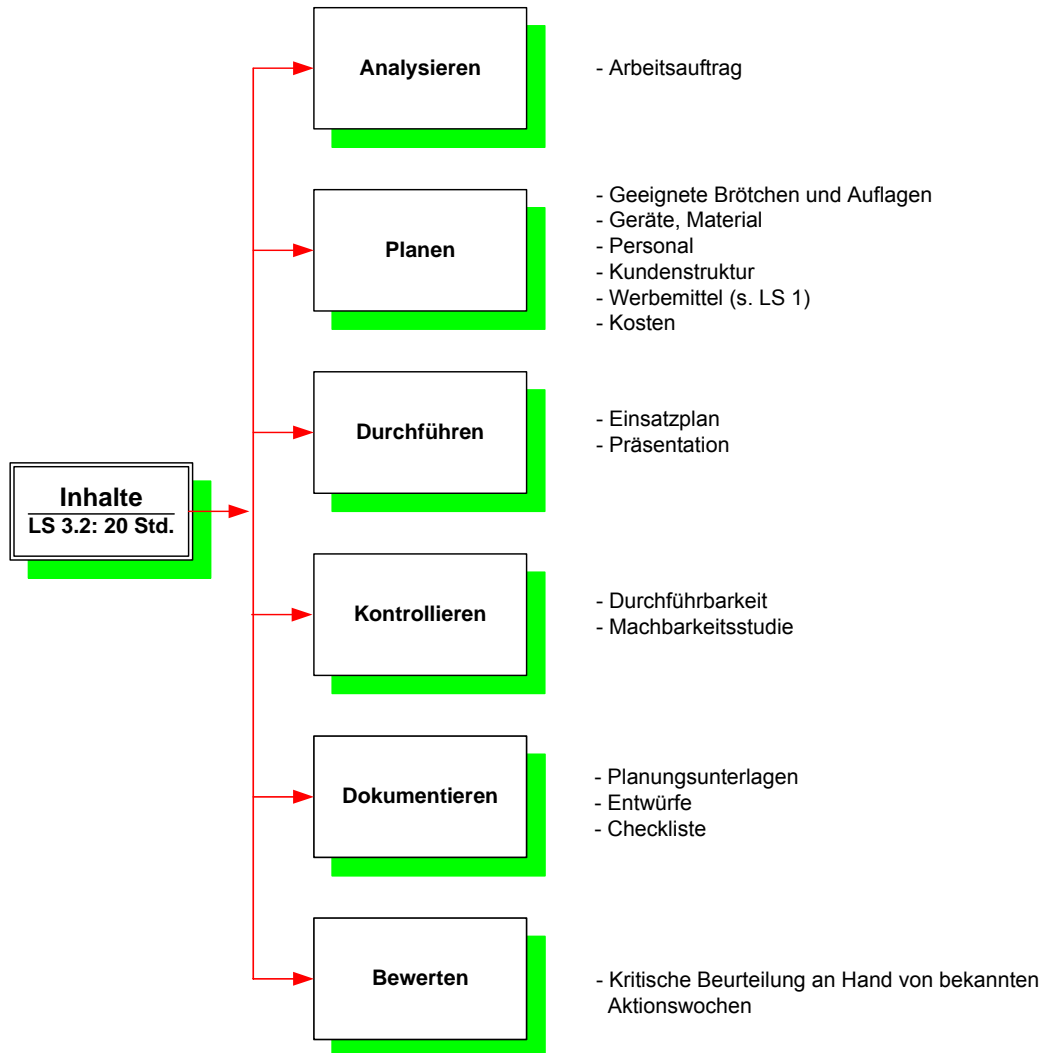 Analysieren
- Arbeitsauftrag
Planen
- Geeignete Brötchen und Auflagen
- Geräte, Material
- Personal
- Kundenstruktur
- Werbemittel (s. LS 1)
- Kosten
Durchführen
- Einsatzplan
- Präsentation
Inhalte
LS 3.2: 20 Std.
Kontrollieren
- Durchführbarkeit
- Machbarkeitsstudie
Dokumentieren
- Planungsunterlagen
- Entwürfe
- Checkliste
Bewerten
- Kritische Beurteilung an Hand von bekannten
Aktionswochen